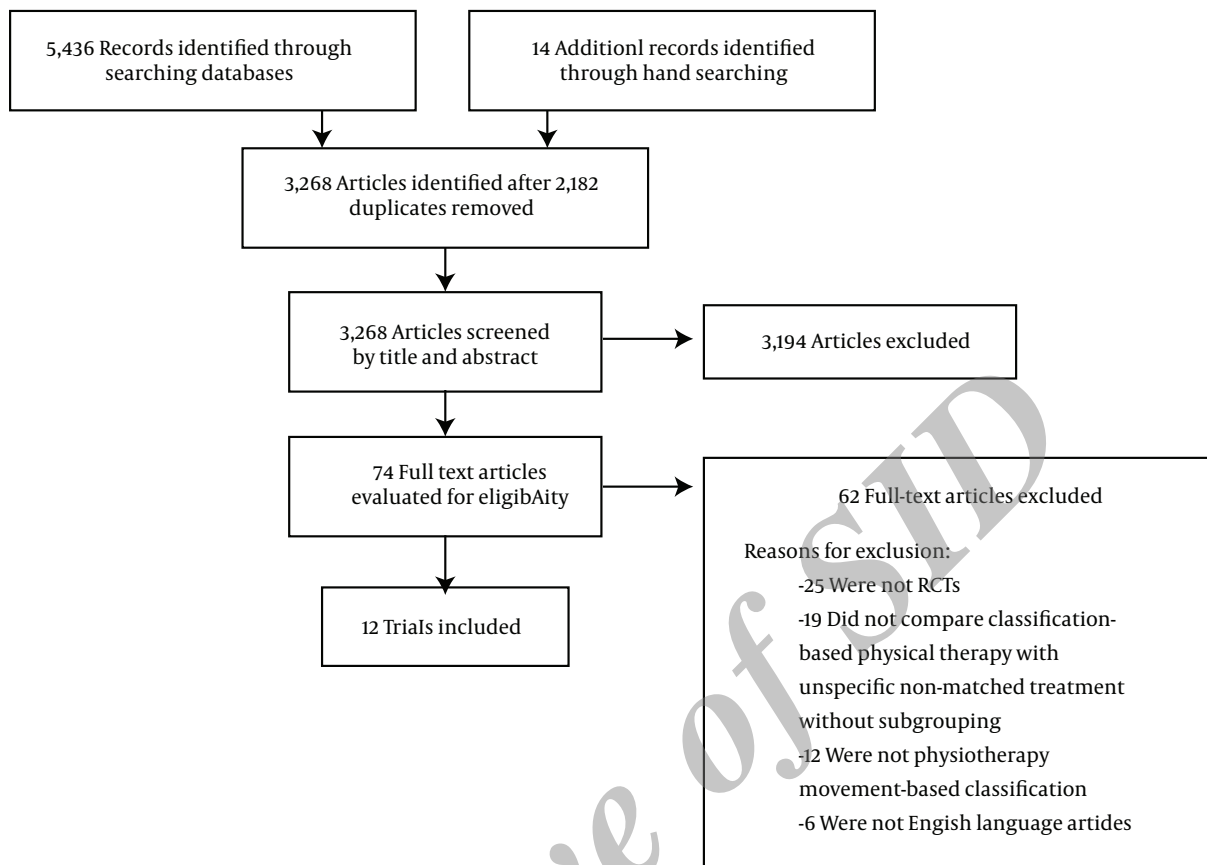 5,436 Records identified through
searching databases
14 Additionl records identified
through hand searching
3,268 Articles identified after 2,182
duplicates removed
3,268 Articles screened
by title and abstract
3,194 Articles excluded
74 Full text articles
evaluated for eligibAity
62 Full-text articles excluded
Reasons for exclusion:
-25 Were not RCTs
-19 Did not compare classification-
based physical therapy with
unspecific non-matched treatment
without subgrouping
-12 Were not physiotherapy
movement-based classification
-6 Were not Engish language artides
12 TriaIs included
of SID